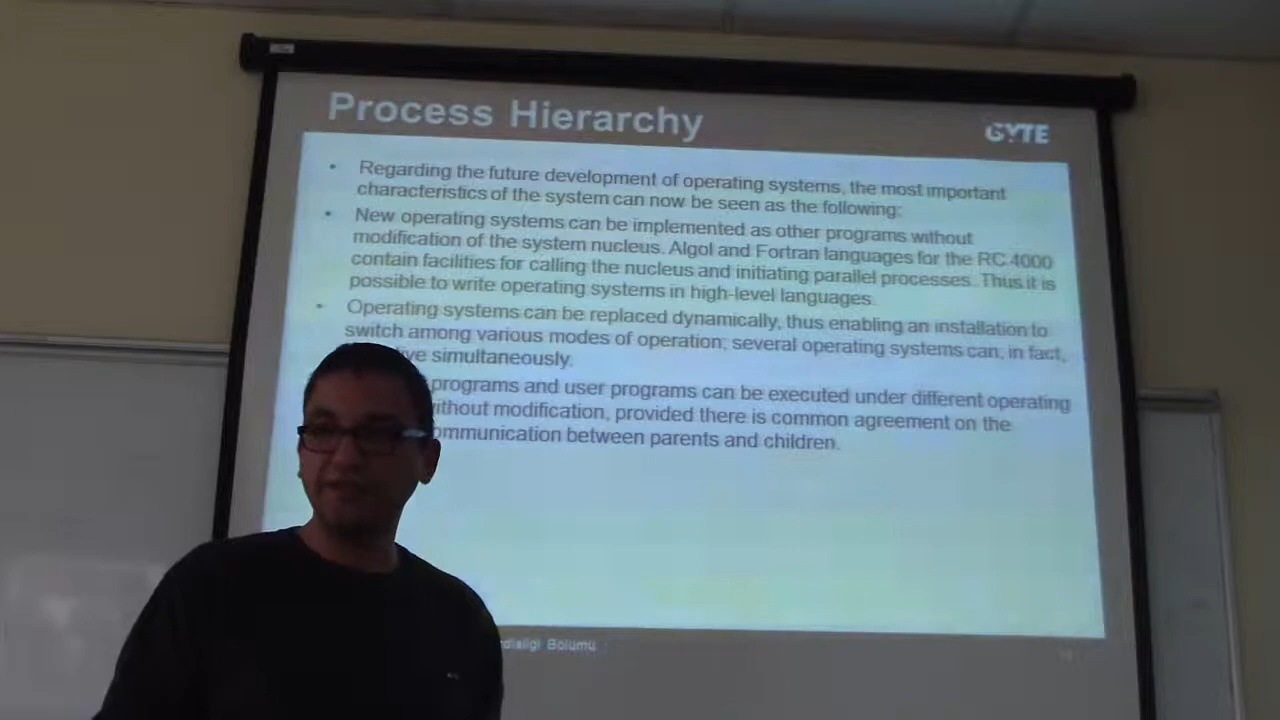 Process Hierarchy
GYTE
• Regarding the future development of operating systems, the most important
characteristics of the system can now be seen as the following:
• New operating systems can be implemented as other programs without
modification of the system nucleus. Algol and Fortran languages for the RC 4000
contain facilities for calling the nucleus and initiating parallel processes. Thus it is
possible to write operating systems in high-level languages.
• Operating systems can be replaced dynamically, thus enabling an installation to
switch among various modes of operation; several operating systems can, in fact,
ive simultaneously.
programs and user programs can be executed under different operating
ithout modification, provided there is common agreement on the
ommunication between parents and children.
Bolumu